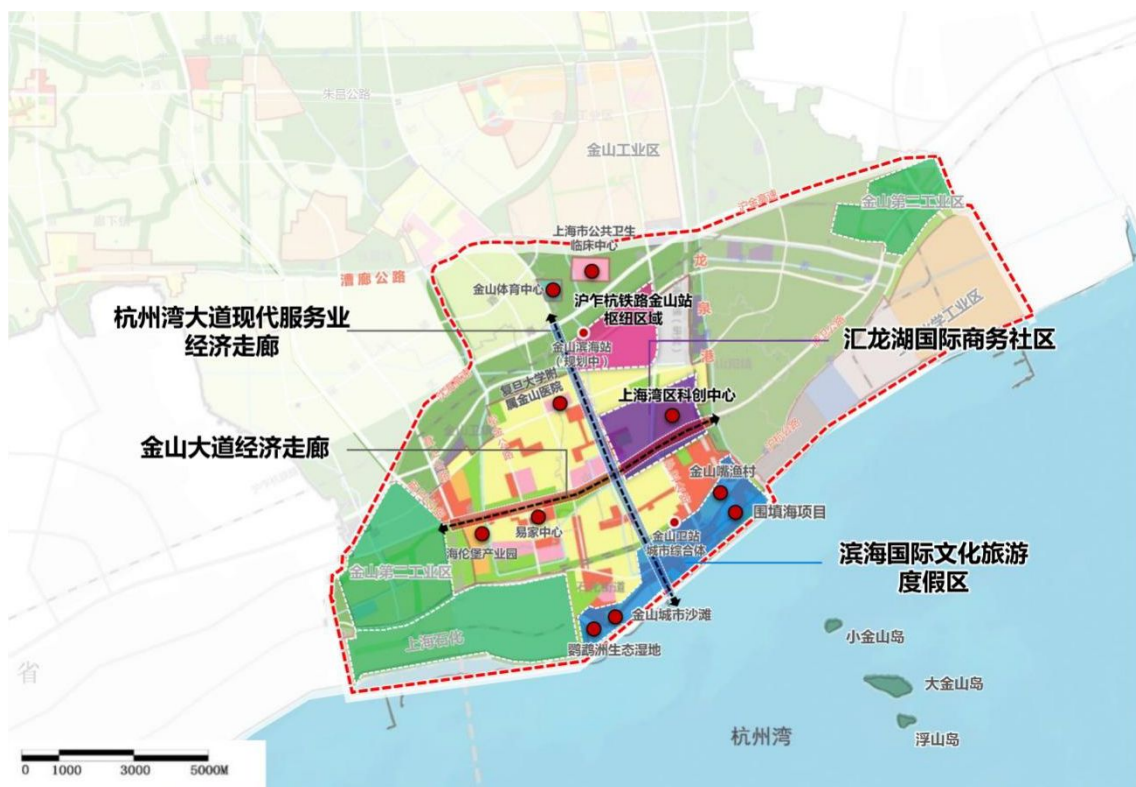 朱吕公路
金山工业区
沪金高速
金山第二工业区
上海市公共卫生
临床中心
漕廊公路
金山体育中心
龙泉港
沪乍杭铁路金山站
枢纽区域
杭州湾大道现代服务业
经济走廊
金山滨海站
（规划中）
汇龙湖国际商务社区
复旦大学附
属金山医院
上海湾区科创中心
金山大道经济走廊
金山嘴渔村
围填海项目
易家中心
金山卫站
城市综合体
海伦堡产业园
滨海国际文化旅游
度假区
金山第二工业区
金山城市沙滩
上海石化
鹦鹉洲生态湿地
小金山岛
省
大金山岛
杭州湾
浮山岛
0 1000 3000 5000M